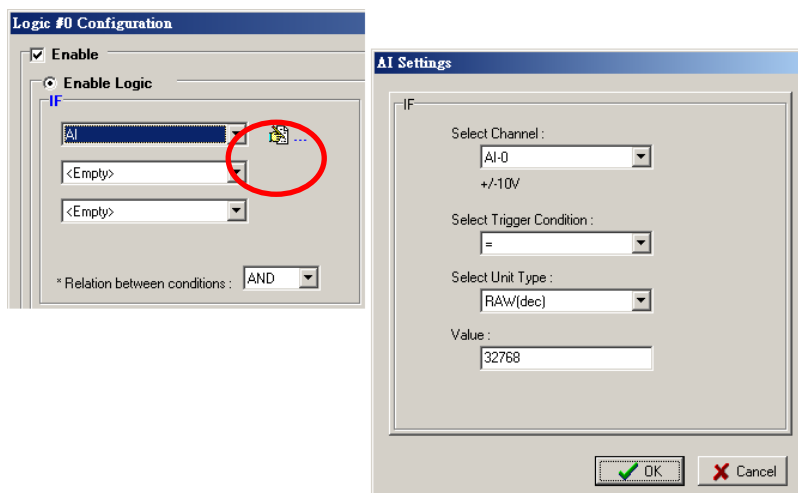 Logic #0 Configuration
Enable
Enable Logic
IF
AI
...
<Empty>
<Empty>
* Relation between conditions : AND
AI Settings
IF
Select Channel :
AI-0
+/-10V
Select Trigger Condition :
=
Select Unit Type :
RAW(dec)
Value :
32768
OK Cancel